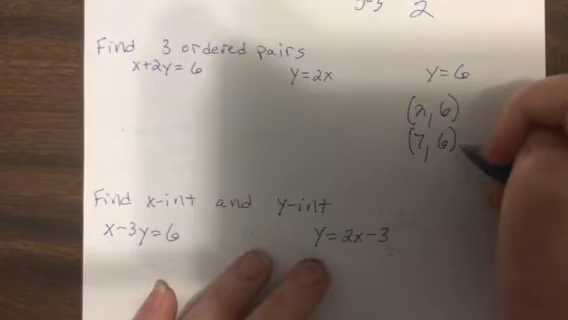 2
Find 3 ordered pairs
x+2y=6 y=2x y=6
(2, 6)
(7, 6)
Find x-int and y-int
x-3y=6 y=2x-3